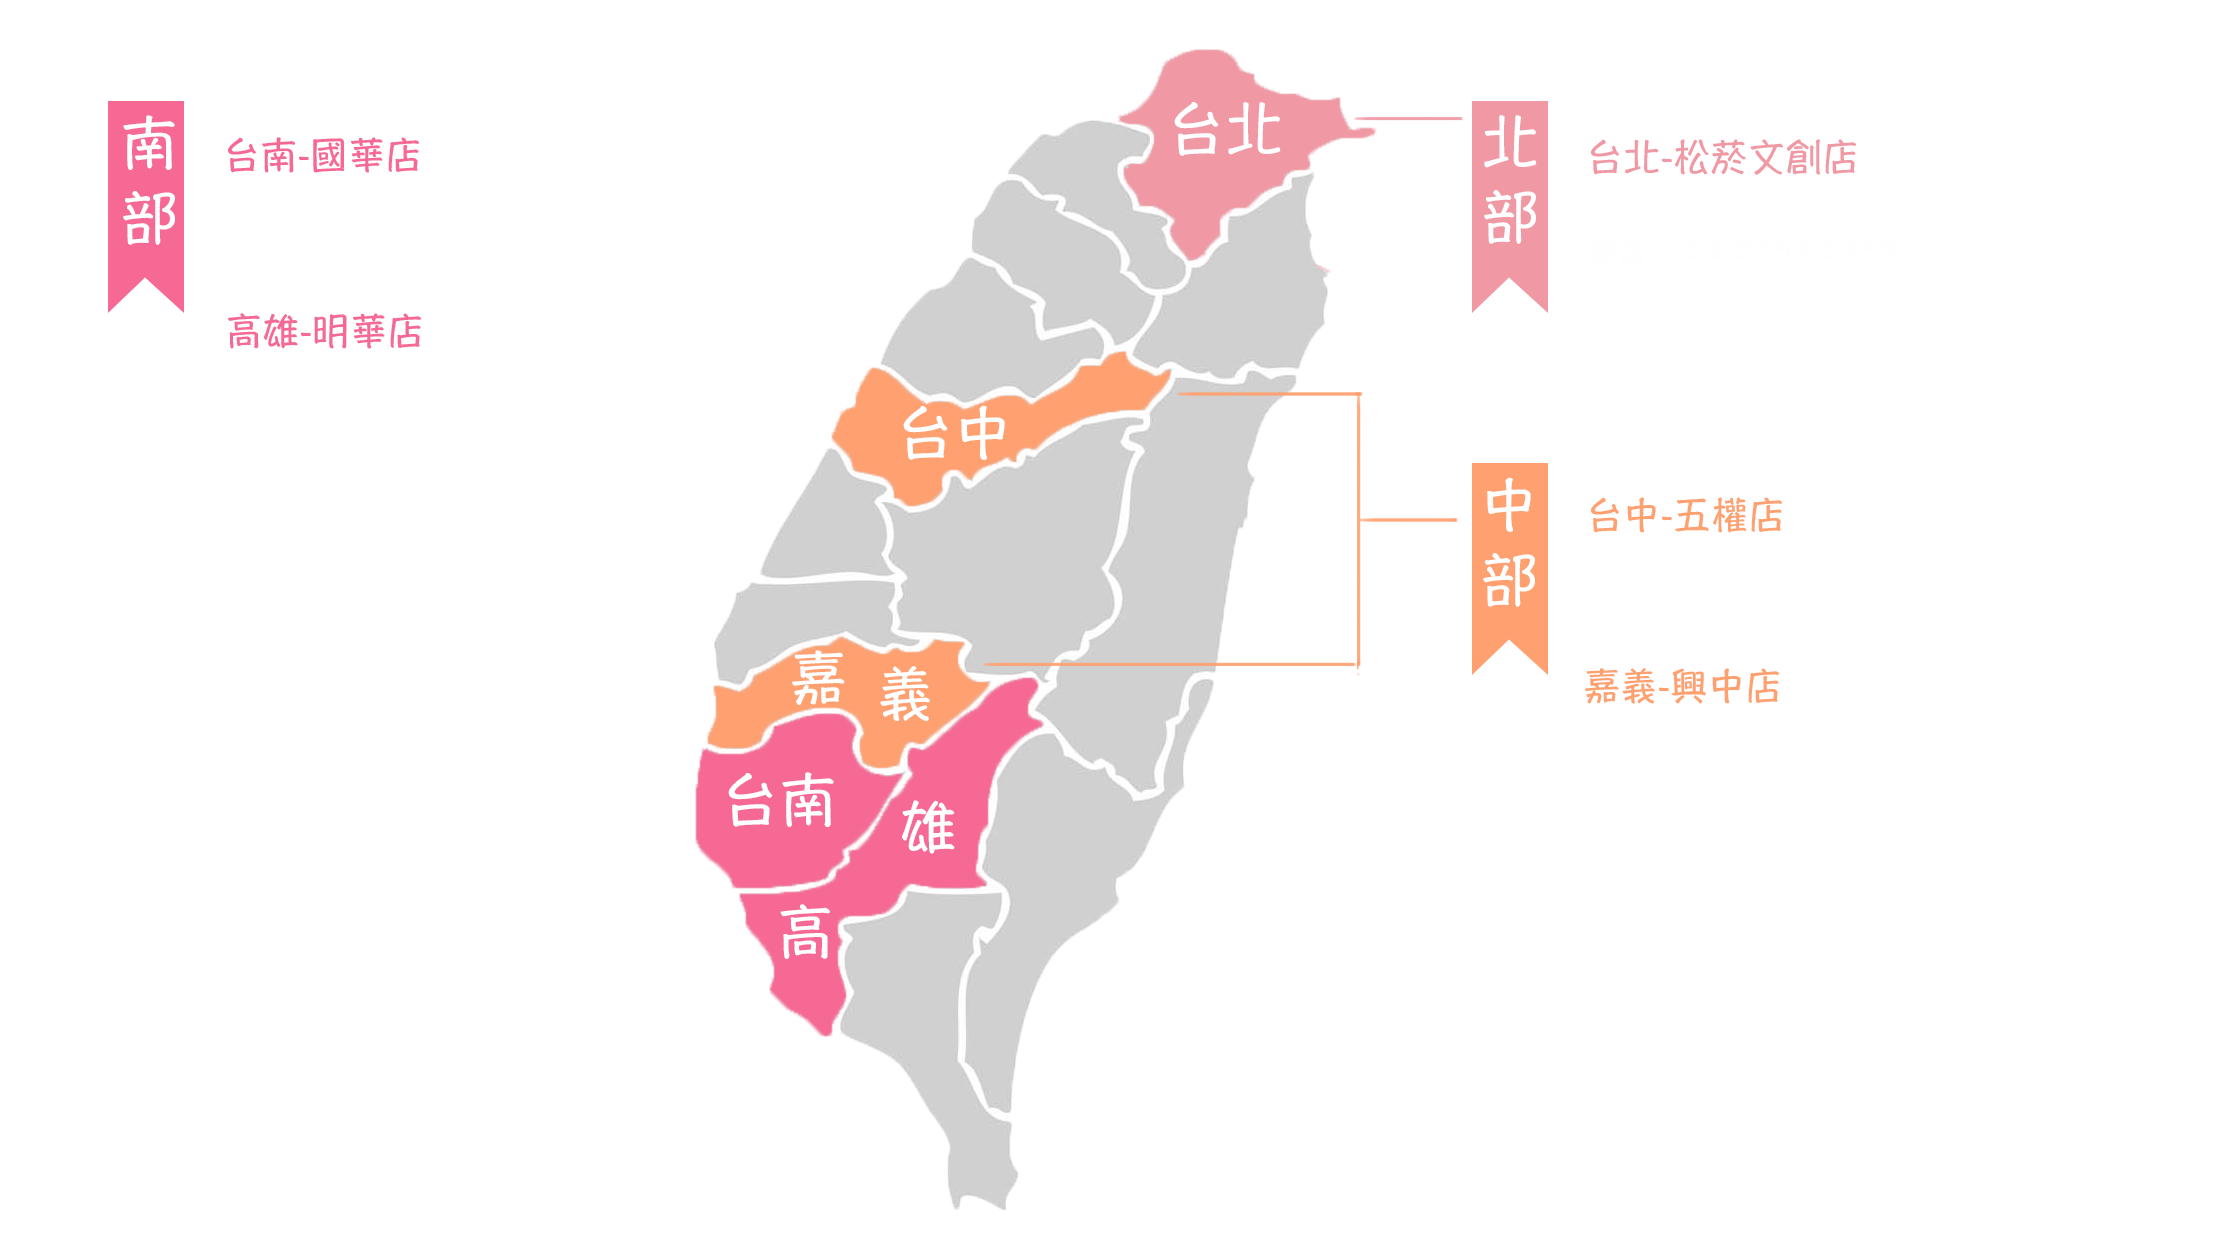 南部
台南-國華店
高雄-明華店
台北
台中
嘉義
台南
高雄
北部
台北-松菸文創店
中部
台中-五權店
嘉義-興中店